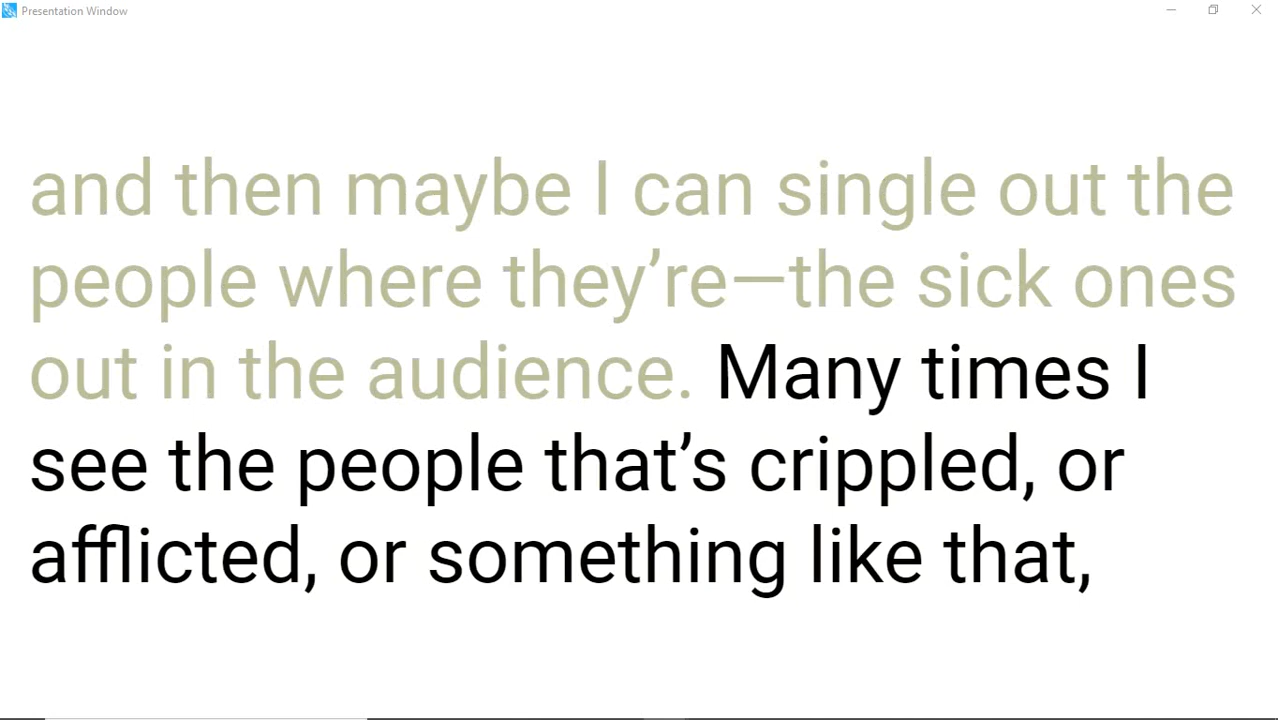 Presentation Window
and then maybe I can single out the
people where they’re—the sick ones
out in the audience. Many times I
see the people that’s crippled, or
afflicted, or something like that,